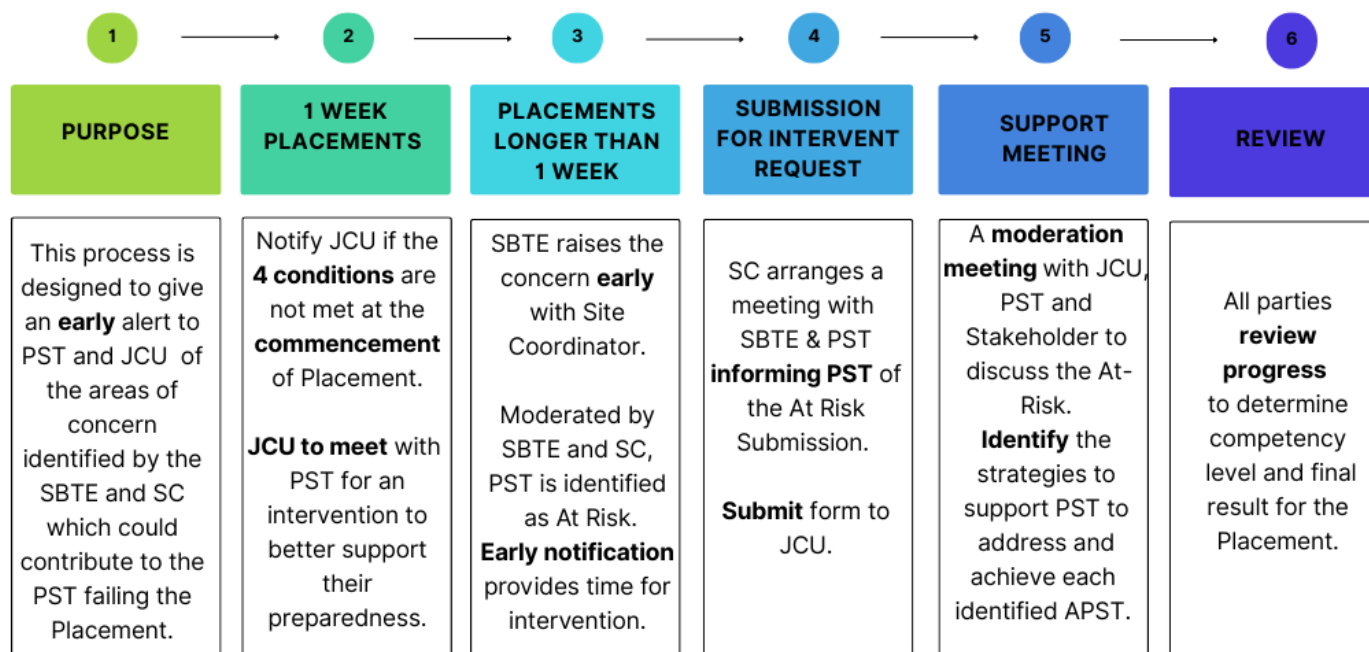 1
2
3
4
5
6
PURPOSE
1 WEEK
PLACEMENTS
PLACEMENTS
LONGER THAN
1 WEEK
SUBMISSION
FOR INTERVENT
REQUEST
SUPPORT
MEETING
REVIEW
This process is
designed to give
an early alert to
PST and JCU of
the areas of
concern
identified by the
SBTE and SC
which could
contribute to the
PST failing the
Placement.
Notify JCU if the
4 conditions are
not met at the
commencement
of Placement.
JCU to meet with
PST for an
intervention to
better support
their
preparedness.
SBTE raises the
concern early
with Site
Coordinator.
Moderated by
SBTE and SC,
PST is identified
as At Risk.
Early notification
provides time for
intervention.
SC arranges a
meeting with
SBTE & PST
informing PST of
the At Risk
Submission.
Submit form to
JCU.
A moderation
meeting with JCU,
PST and
Stakeholder to
discuss the At-
Risk.
Identify the
strategies to
support PST to
address and
achieve each
identified APST.
All parties
review
progress
to determine
competency
level and final
result for the
Placement.